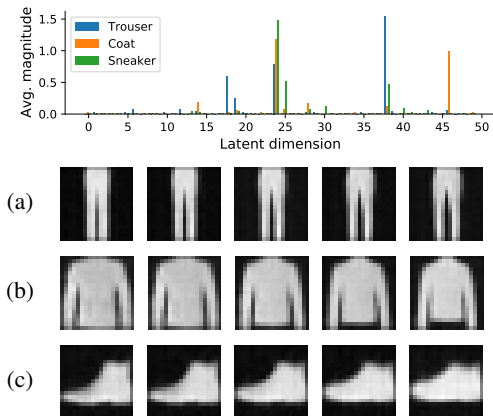 1.5
1.0
0.5
0.0
Avg. magnitude
Trouser
Coat
Sneaker
0 5 10 15 20 25 30 35 40 45 50
Latent dimension
(a)
(b)
(c)